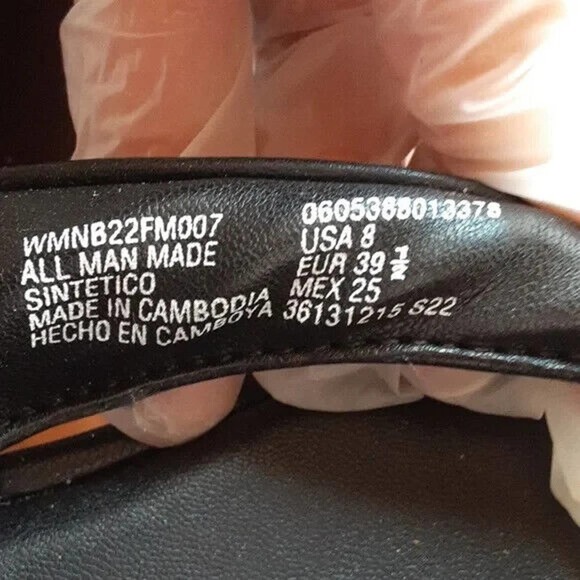 WMNB22FM007
ALL MAN MADE
SINTETICO
MADE IN CAMBODIA
HECHO EN CAMBOYA
0605388013378
USA 8
EUR 39 1/2
MEX 25
36131215 S22